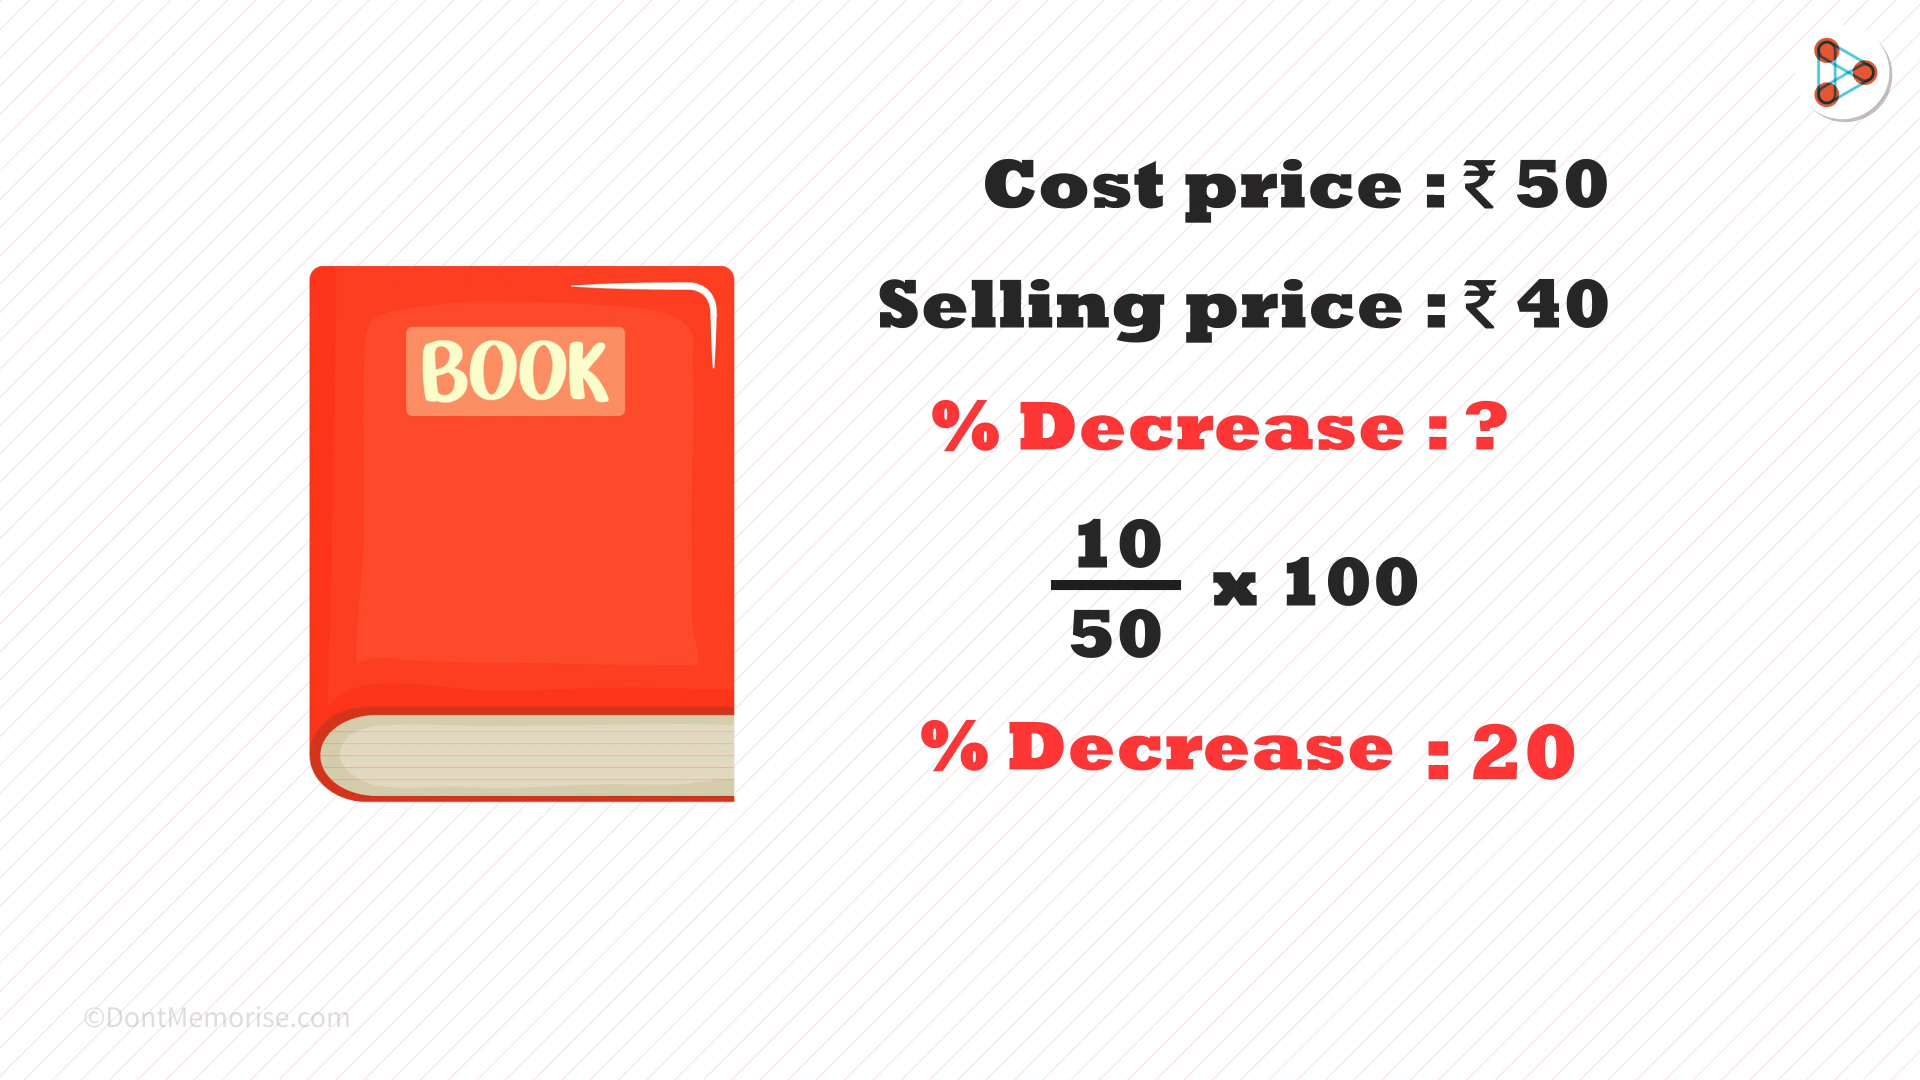 BOOK
Cost price : ₹ 50
Selling price : ₹ 40
% Decrease : ?
10
50
x 100
% Decrease : 20
©DontMemorise.com